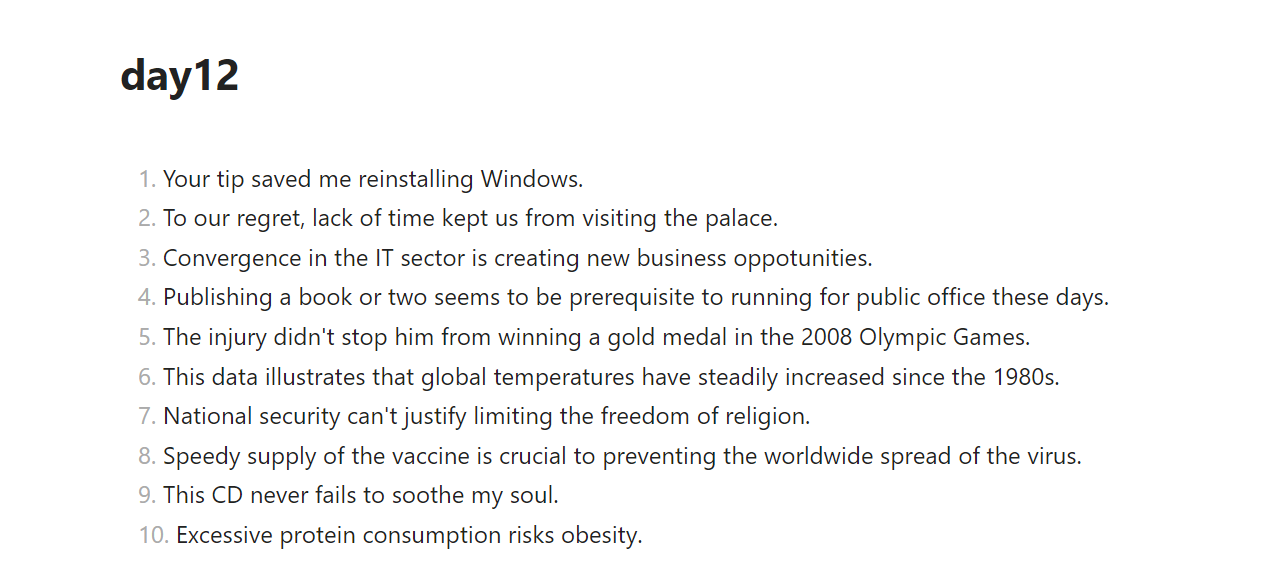 day12
1. Your tip saved me reinstalling Windows.
2. To our regret, lack of time kept us from visiting the palace.
3. Convergence in the IT sector is creating new business oppotunities.
4. Publishing a book or two seems to be prerequisite to running for public office these days.
5. The injury didn't stop him from winning a gold medal in the 2008 Olympic Games.
6. This data illustrates that global temperatures have steadily increased since the 1980s.
7. National security can't justify limiting the freedom of religion.
8. Speedy supply of the vaccine is crucial to preventing the worldwide spread of the virus.
9. This CD never fails to soothe my soul.
10. Excessive protein consumption risks obesity.